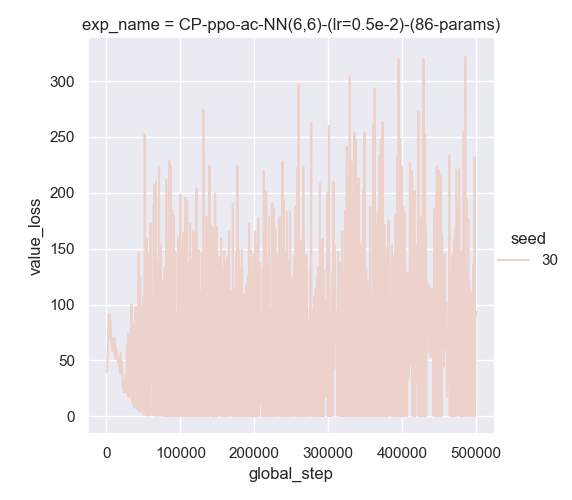 exp_name = CP-ppo-ac-NN(6,6)-(lr=0.5e-2)-(86-params)
300
250
200
150
100
50
0
value_loss
seed
30
0 100000 200000 300000 400000 500000
global_step